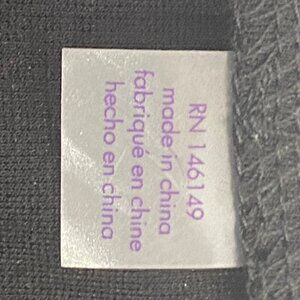 RN 146149
made in china
fabriqué en chine
hecho en china